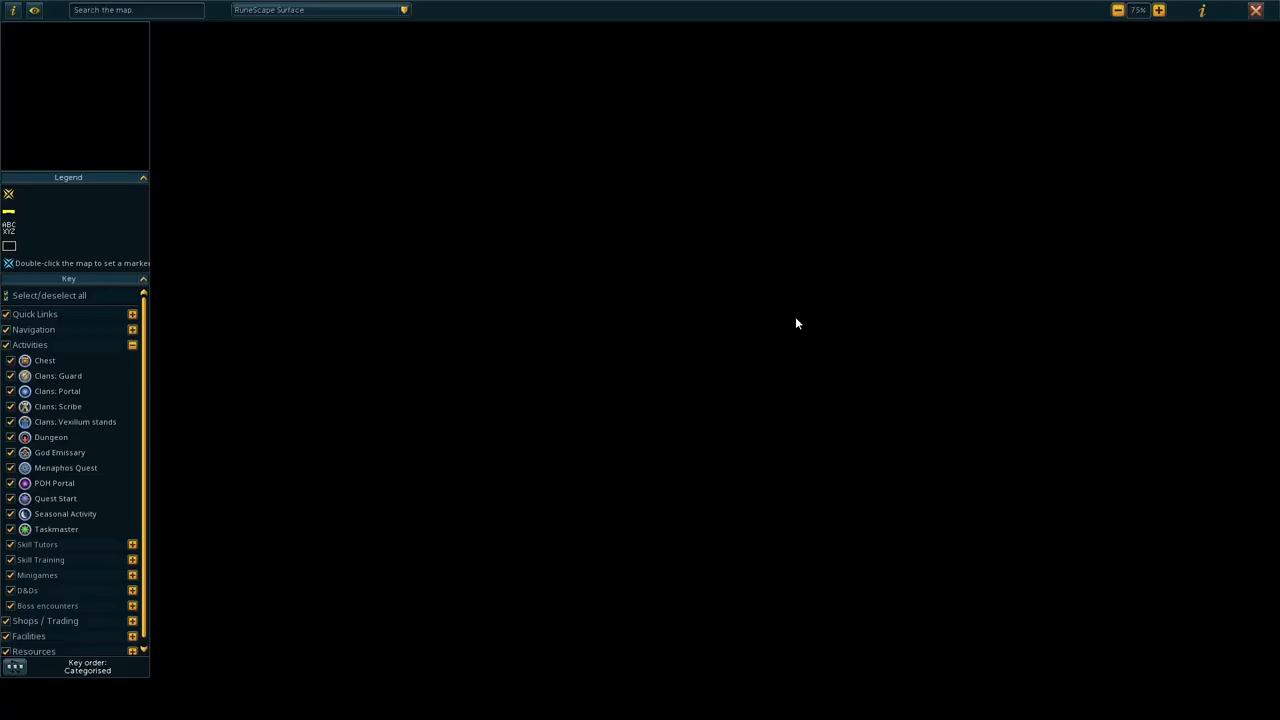 Search the map.
RuneScape Surface
75%
Legend
ABC
XYZ
Double-click the map to set a marker
Key
Select/deselect all
Quick Links
Navigation
Activities
Chest
Clans: Guard
Clans: Portal
Clans: Scribe
Clans: Vexillum stands
Dungeon
God Emissary
Menaphos Quest
POH Portal
Quest Start
Seasonal Activity
Taskmaster
Skill Tutors
Skill Training
Minigames
D&Ds
Boss encounters
Shops / Trading
Facilities
Resources
Key order:
Categorised